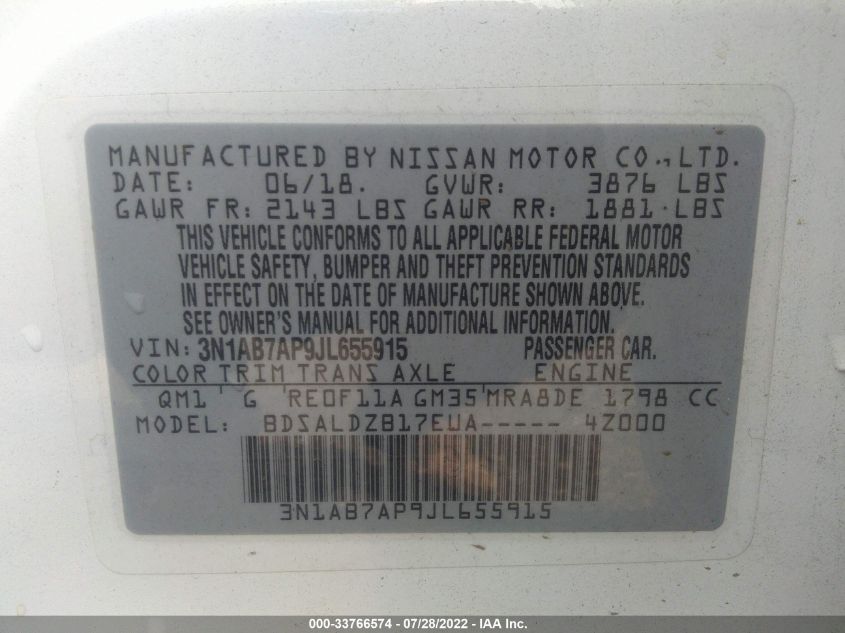 MANUFACTURED BY NISSAN MOTOR CO., LTD.
DATE: 06/18. GVWR: 3876 LBS
GAWR FR: 2143 LBS GAWR RR: 1881 LBS
THIS VEHICLE CONFORMS TO ALL APPLICABLE FEDERAL MOTOR
VEHICLE SAFETY, BUMPER AND THEFT PREVENTION STANDARDS
IN EFFECT ON THE DATE OF MANUFACTURE SHOWN ABOVE.
SEE OWNER'S MANUAL FOR ADDITIONAL INFORMATION.
VIN: 3N1AB7AP9JL655915 PASSENGER CAR.
COLOR TRIM TRANS AXLE ENGINE
QM1 G RE0F11A GM35 MRA8DE 1798 CC
MODEL: BDSALDZB17EUA----- 4Z000
3N1AB7AP9JL655915
000-33766574 / 07/28/2022 - IAA Inc.